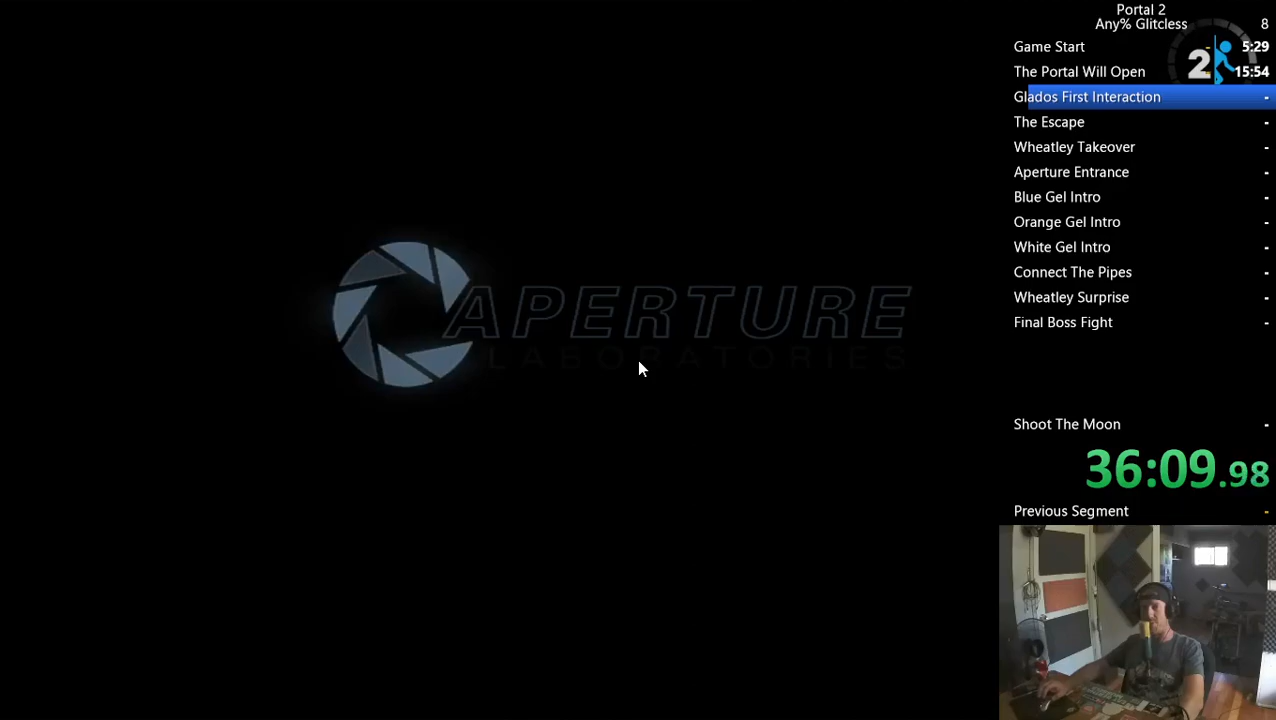 Portal 2
Any% Glitcless 8
Game Start 5:29
The Portal Will Open 15:54
2
Glados First Interaction -
The Escape -
Wheatley Takeover -
Aperture Entrance -
Blue Gel Intro -
Orange Gel Intro -
White Gel Intro -
Connect The Pipes -
Wheatley Surprise -
Final Boss Fight -
APERTURE
LABORATORIES
Shoot The Moon -
36:09.98
Previous Segment -